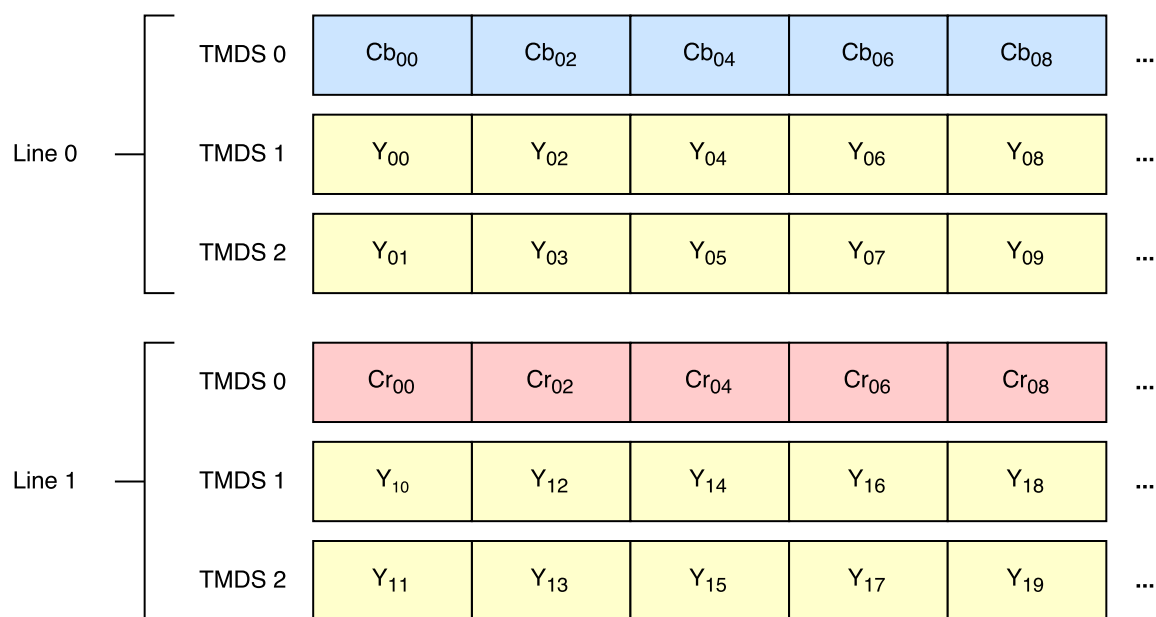 TMDS 0 Cb₀₀ Cb₀₂ Cb₀₄ Cb₀₆ Cb₀₈ ...
Line 0 TMDS 1 Y₀₀ Y₀₂ Y₀₄ Y₀₆ Y₀₈ ...
TMDS 2 Y₀₁ Y₀₃ Y₀₅ Y₀₇ Y₀₉ ...
TMDS 0 Cr₀₀ Cr₀₂ Cr₀₄ Cr₀₆ Cr₀₈ ...
Line 1 TMDS 1 Y₁₀ Y₁₂ Y₁₄ Y₁₆ Y₁₈ ...
TMDS 2 Y₁₁ Y₁₃ Y₁₅ Y₁₇ Y₁₉ ...